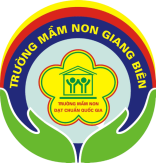 TRƯỜNG MẦM NON GIANG BIÊN
TRƯỜNG MẦM NON
ĐẠT CHUẨN QUỐC GIA